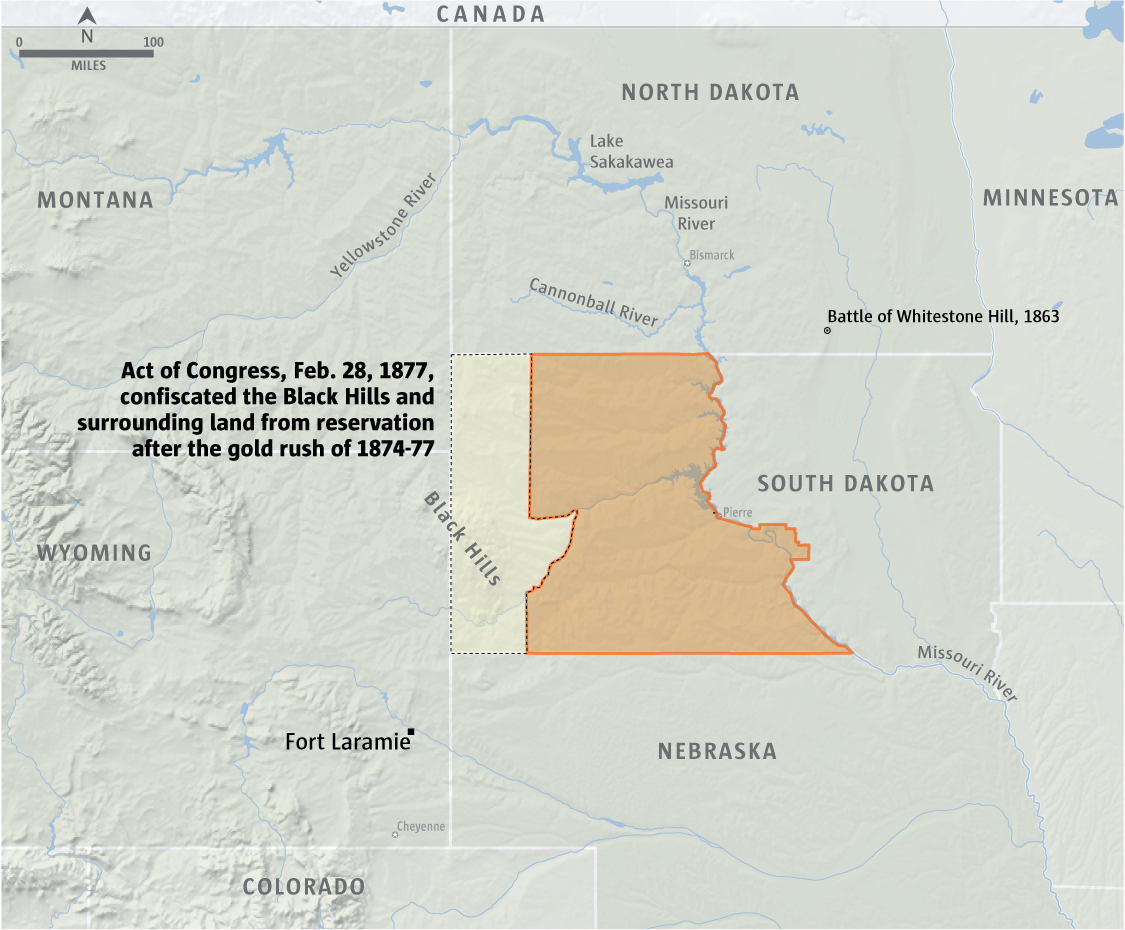 CANADA
N
0 100
MILES
NORTH DAKOTA
Lake
Sakakawea
MONTANA
MINNESOTA
Missouri
River
Yellowstone River
Bismarck
Cannonball River
Battle of Whitestone Hill, 1863
Act of Congress, Feb. 28, 1877,
confiscated the Black Hills and
surrounding land from reservation
after the gold rush of 1874-77
SOUTH DAKOTA
Black Hills
Pierre
WYOMING
Missouri River
Fort Laramie
NEBRASKA
Cheyenne
COLORADO